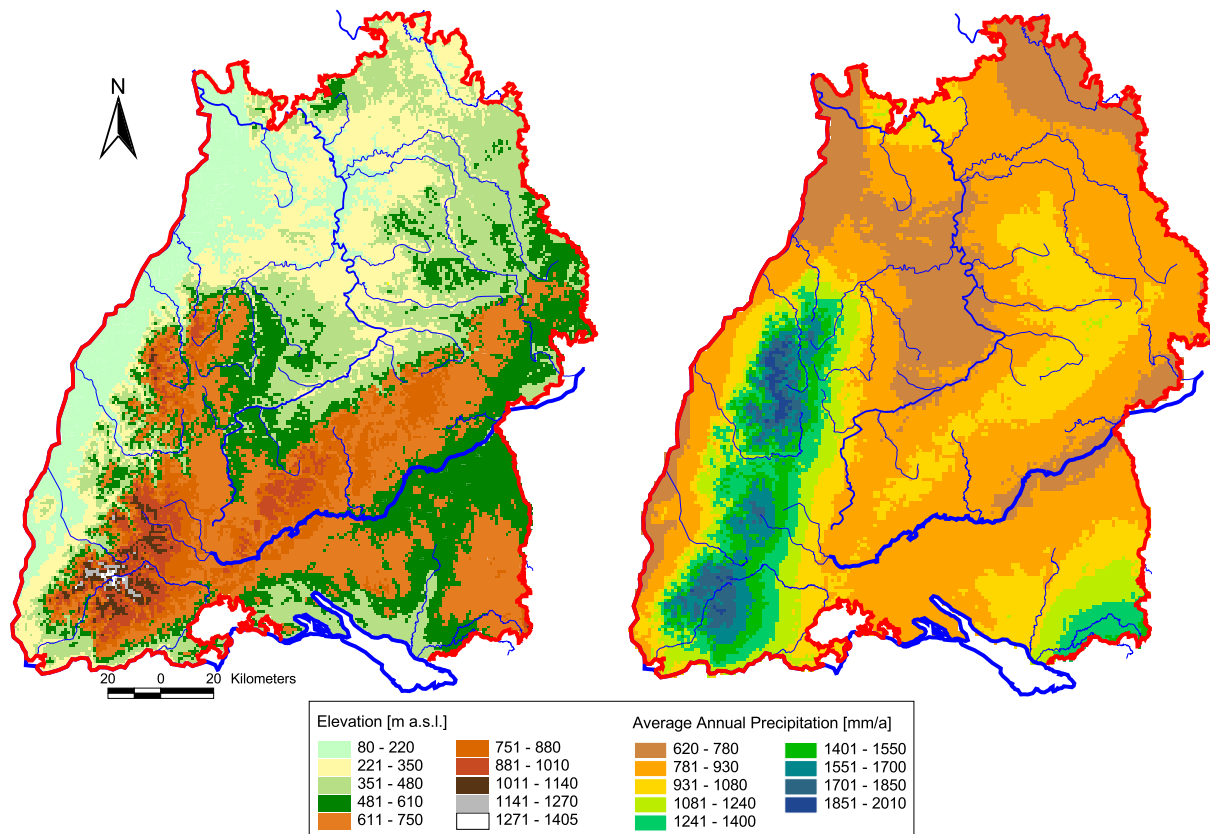 N
20 0 20 Kilometers
Elevation [m a.s.l.]
80 - 220
221 - 350
351 - 480
481 - 610
611 - 750
751 - 880
881 - 1010
1011 - 1140
1141 - 1270
1271 - 1405
Average Annual Precipitation [mm/a]
620 - 780
781 - 930
931 - 1080
1081 - 1240
1241 - 1400
1401 - 1550
1551 - 1700
1701 - 1850
1851 - 2010